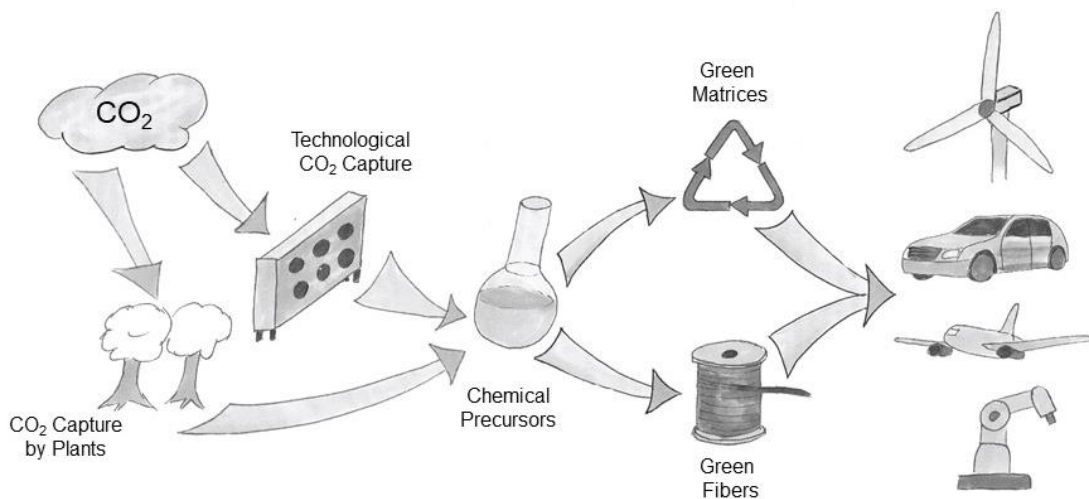 CO₂
Technological
CO₂ Capture
CO₂ Capture
by Plants
Chemical
Precursors
Green
Matrices
Green
Fibers